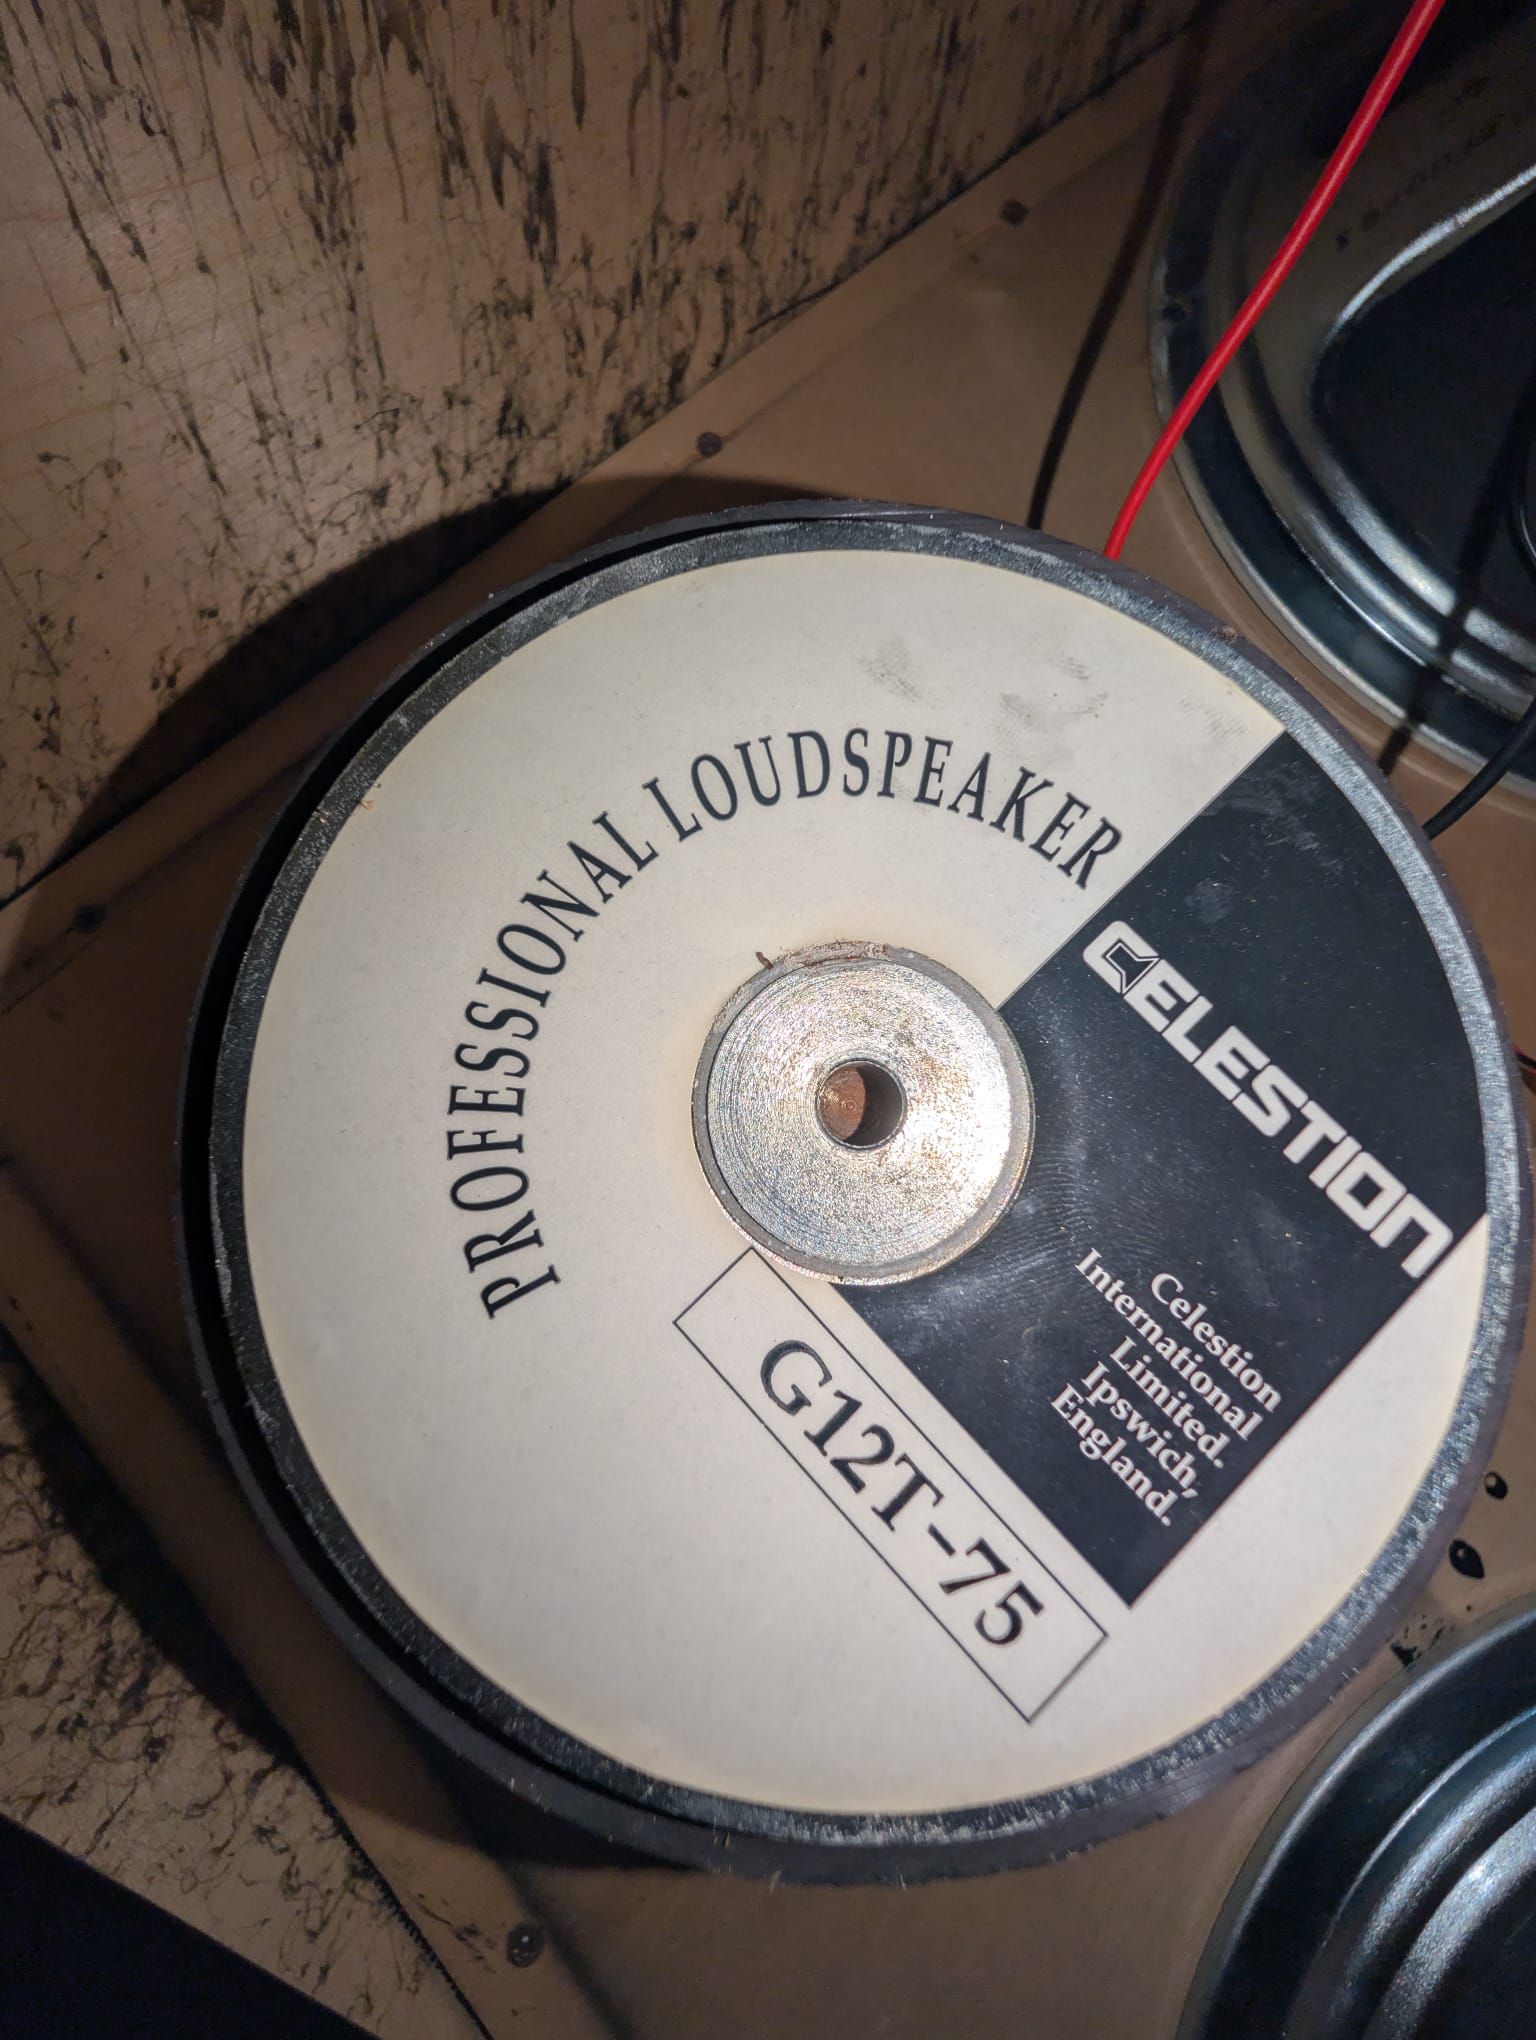 PROFESSIONAL LOUDSPEAKER
CELESTION
Celestion
International
Limited.
Ipswich,
England.
G12T-75